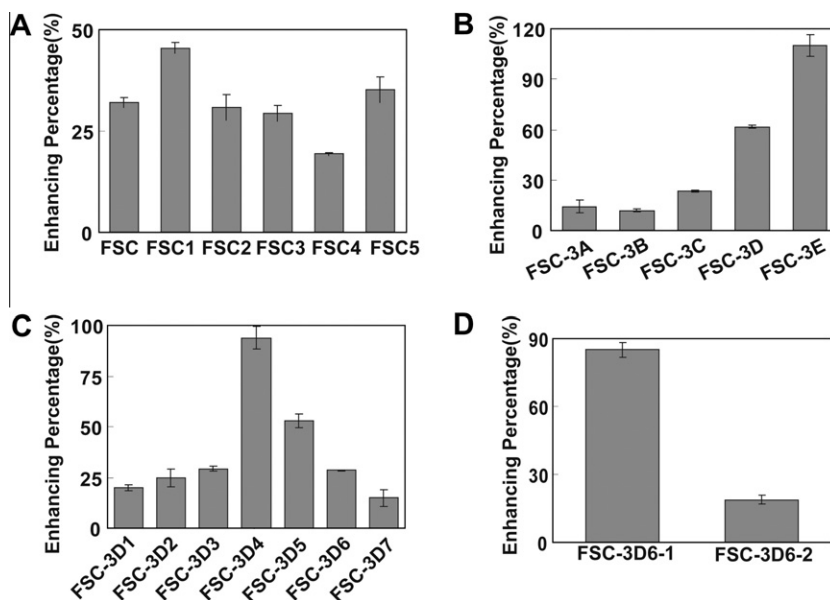 A
Enhancing Percentage(%)
50
25
0
FSC FSC1 FSC2 FSC3 FSC4 FSC5
B
Enhancing Percentage(%)
120
90
60
30
0
FSC-3A FSC-3B FSC-3C FSC-3D FSC-3E
C
Enhancing Percentage(%)
100
75
50
25
0
FSC-3D1 FSC-3D2 FSC-3D3 FSC-3D4 FSC-3D5 FSC-3D6 FSC-3D7
D
Enhancing Percentage(%)
90
60
30
0
FSC-3D6-1 FSC-3D6-2